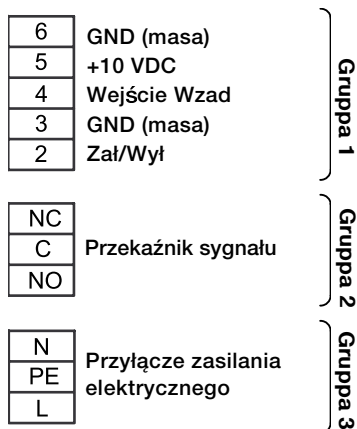 6 GND (masa)
5 +10 VDC
4 Wejście Wzad
3 GND (masa)
2 Zał/Wył
Gruppa 1
NC
C Przekaźnik sygnału
NO
Gruppa 2
N
PE
L
Przyłącze zasilania
elektrycznego
Gruppa 3